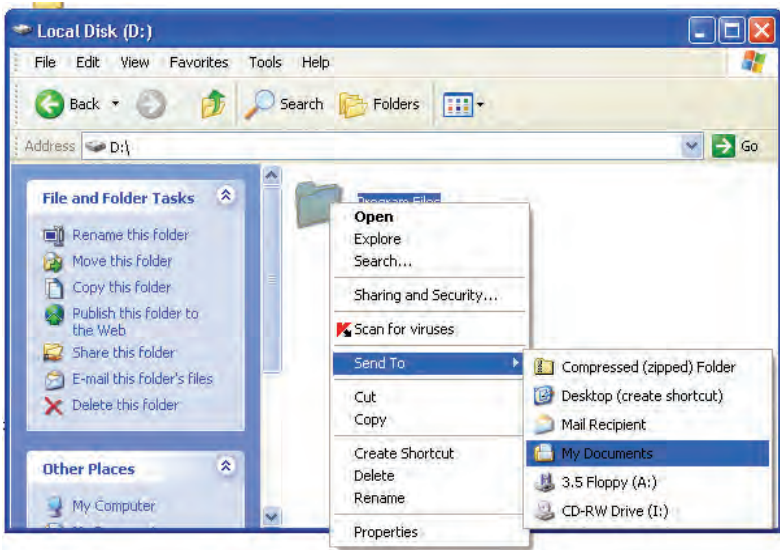 Local Disk (D:)
File Edit View Favorites Tools Help
Back Search Folders
Address D:\ Go
File and Folder Tasks
Rename this folder
Move this folder
Copy this folder
Publish this folder to
the Web
Share this folder
E-mail this folder's files
Delete this folder
Other Places
My Computer
Program Files
Open
Explore
Search...
Sharing and Security...
Scan for viruses
Send To
Cut
Copy
Create Shortcut
Delete
Rename
Properties
Compressed (zipped) Folder
Desktop (create shortcut)
Mail Recipient
My Documents
3.5 Floppy (A:)
CD-RW Drive (I:)